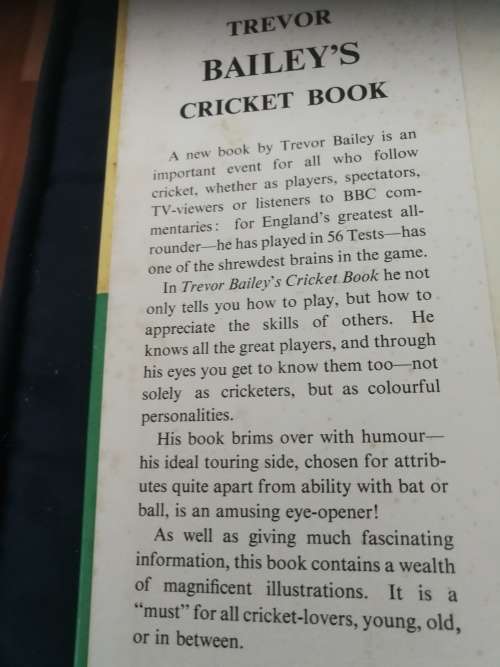 TREVOR
BAILEY'S
CRICKET BOOK
A new book by Trevor Bailey is an
important event for all who follow
cricket, whether as players, spectators,
TV-viewers or listeners to BBC com-
mentaries: for England's greatest all-
rounder—he has played in 56 Tests—has
one of the shrewdest brains in the game.
In Trevor Bailey's Cricket Book he not
only tells you how to play, but how to
appreciate the skills of others. He
knows all the great players, and through
his eyes you get to know them too—not
solely as cricketers, but as colourful
personalities.
His book brims over with humour—
his ideal touring side, chosen for attrib-
utes quite apart from ability with bat or
ball, is an amusing eye-opener!
As well as giving much fascinating
information, this book contains a wealth
of magnificent illustrations. It is a
“must” for all cricket-lovers, young, old,
or in between.